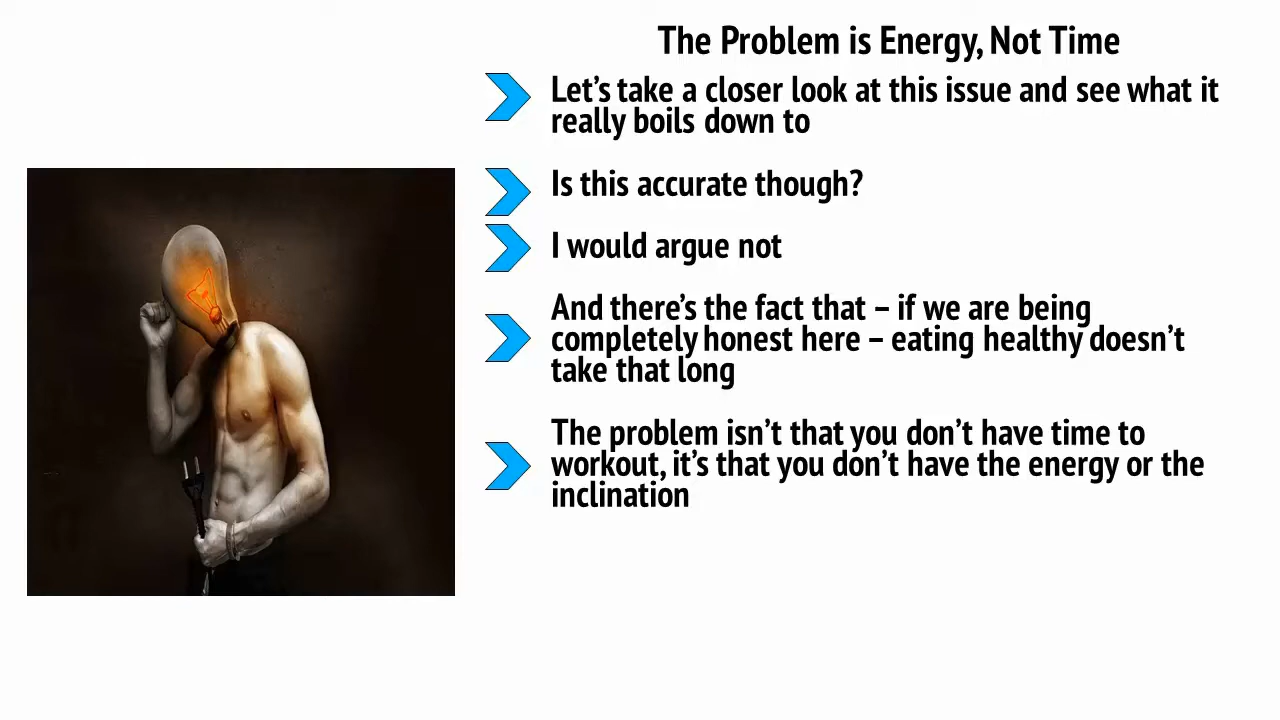 The Problem is Energy, Not Time
Let's take a closer look at this issue and see what it
really boils down to
Is this accurate though?
I would argue not
And there's the fact that – if we are being
completely honest here – eating healthy doesn't
take that long
The problem isn't that you don't have time to
workout, it's that you don't have the energy or the
inclination